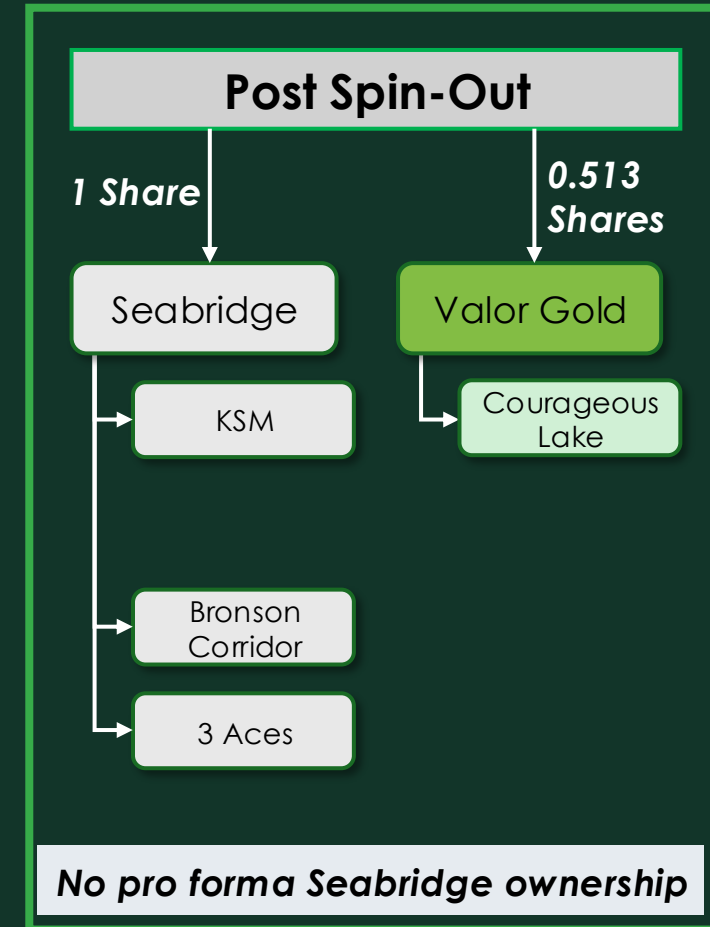 Post Spin-Out
1 Share
0.513
Shares
Seabridge
Valor Gold
KSM
Courageous
Lake
Bronson
Corridor
3 Aces
No pro forma Seabridge ownership